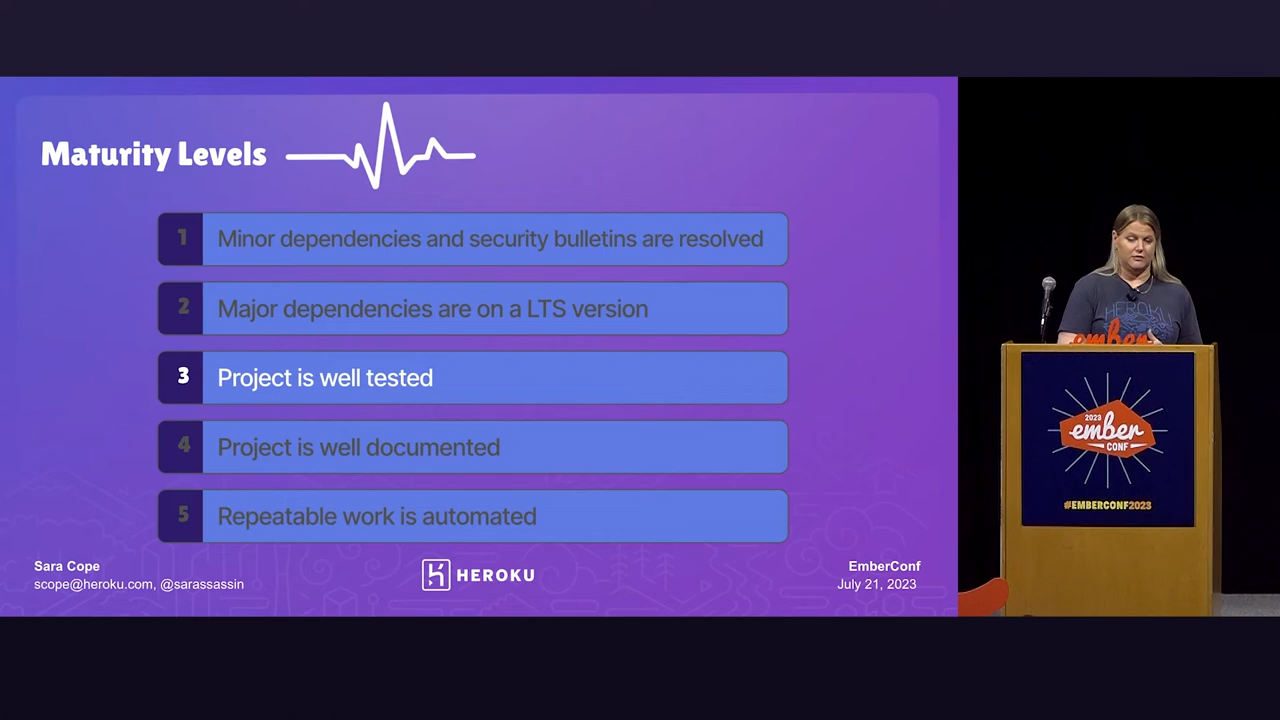 Maturity Levels
1 Minor dependencies and security bulletins are resolved
2 Major dependencies are on a LTS version
3 Project is well tested
4 Project is well documented
5 Repeatable work is automated
Sara Cope
scope@heroku.com, @sarassassin
HEROKU
EmberConf
July 21, 2023
HEROKU
ember
2023
ember
CONF
#EMBERCONF2023